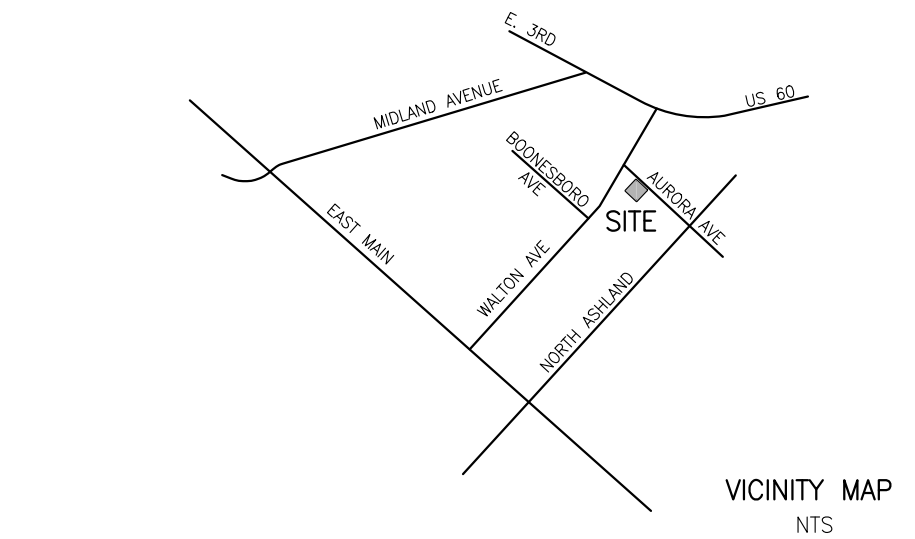 E. 3RD
US 60
MIDLAND AVENUE
BOONESBORO
AVE
AURORA AVE
SITE
EAST MAIN
WALTON AVE
NORTH ASHLAND
VICINITY MAP
NTS